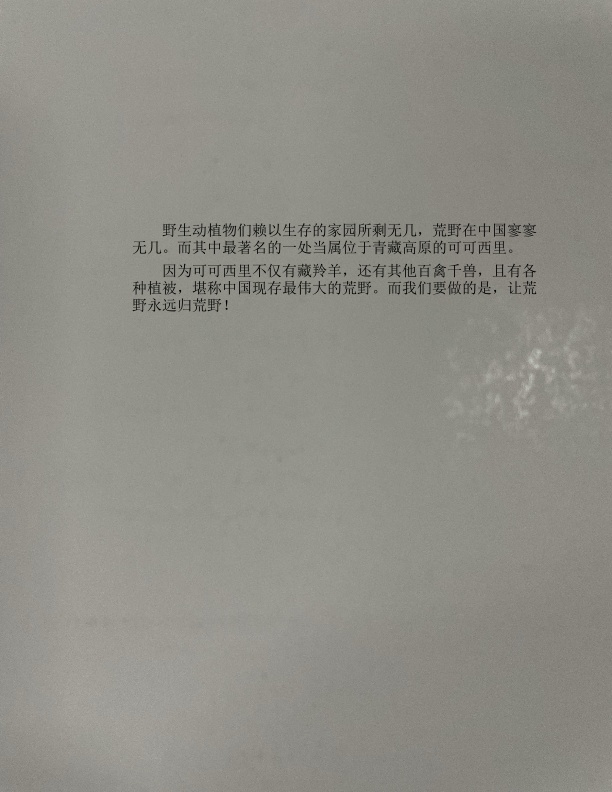 野生动植物们赖以生存的家园所剩无几，荒野在中国寥寥
无几。而其中最著名的一处当属位于青藏高原的可可西里。
因为可可西里不仅有藏羚羊，还有其他百禽千兽，且有各
种植被，堪称中国现存最伟大的荒野。而我们要做的是，让荒
野永远归荒野！